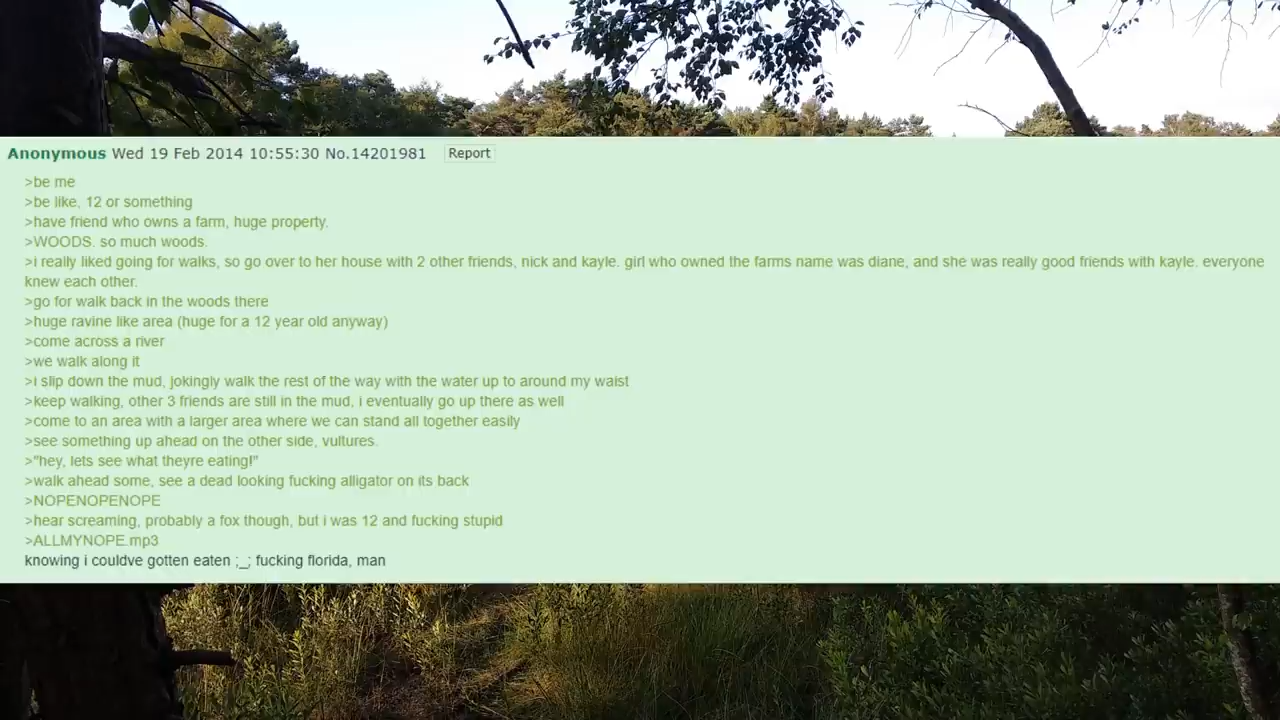 Anonymous Wed 19 Feb 2014 10:55:30 No.14201981 Report
>be me
>be like, 12 or something
>have friend who owns a farm, huge property.
>WOODS. so much woods.
>i really liked going for walks, so go over to her house with 2 other friends, nick and kayle. girl who owned the farms name was diane, and she was really good friends with kayle. everyone
knew each other.
>go for walk back in the woods there
>huge ravine like area (huge for a 12 year old anyway)
>come across a river
>we walk along it
>i slip down the mud, jokingly walk the rest of the way with the water up to around my waist
>keep walking, other 3 friends are still in the mud, i eventually go up there as well
>come to an area with a larger area where we can stand all together easily
>see something up ahead on the other side, vultures.
>"hey, lets see what theyre eating!"
>walk ahead some, see a dead looking fucking alligator on its back
>NOPENOPENOPE
>hear screaming, probably a fox though, but i was 12 and fucking stupid
>ALLMYNOPE.mp3
knowing i couldve gotten eaten ;_; fucking florida, man